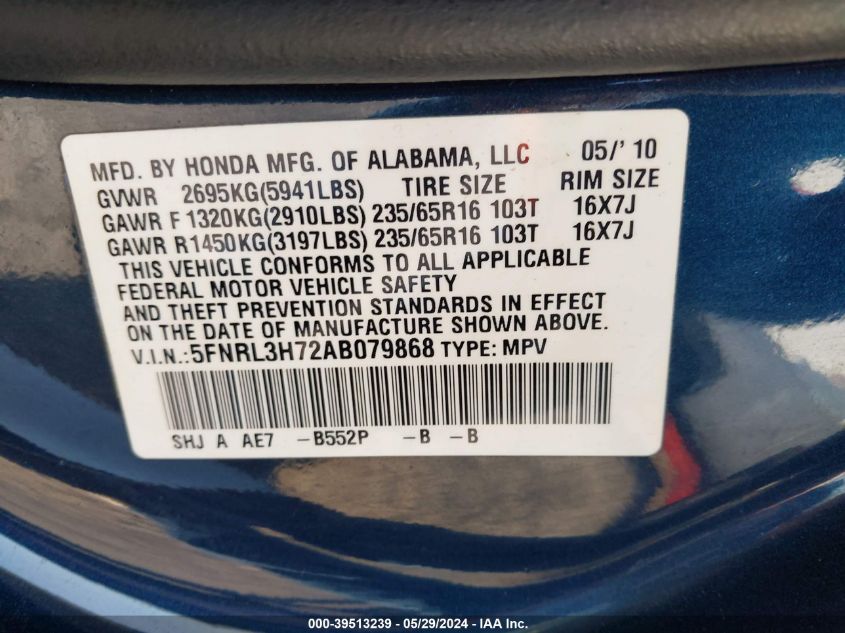 MFD. BY HONDA MFG. OF ALABAMA, LLC 05/' 10
GVWR 2695KG(5941LBS) TIRE SIZE RIM SIZE
GAWR F 1320KG(2910LBS) 235/65R16 103T 16X7J
GAWR R1450KG(3197LBS) 235/65R16 103T 16X7J
THIS VEHICLE CONFORMS TO ALL APPLICABLE
FEDERAL MOTOR VEHICLE SAFETY
AND THEFT PREVENTION STANDARDS IN EFFECT
ON THE DATE OF MANUFACTURE SHOWN ABOVE.
V.I.N.:5FNRL3H72AB079868 TYPE: MPV
SHJ A AE7 -B552P -B -B
000-39513239 - 05/29/2024 - IAA Inc.